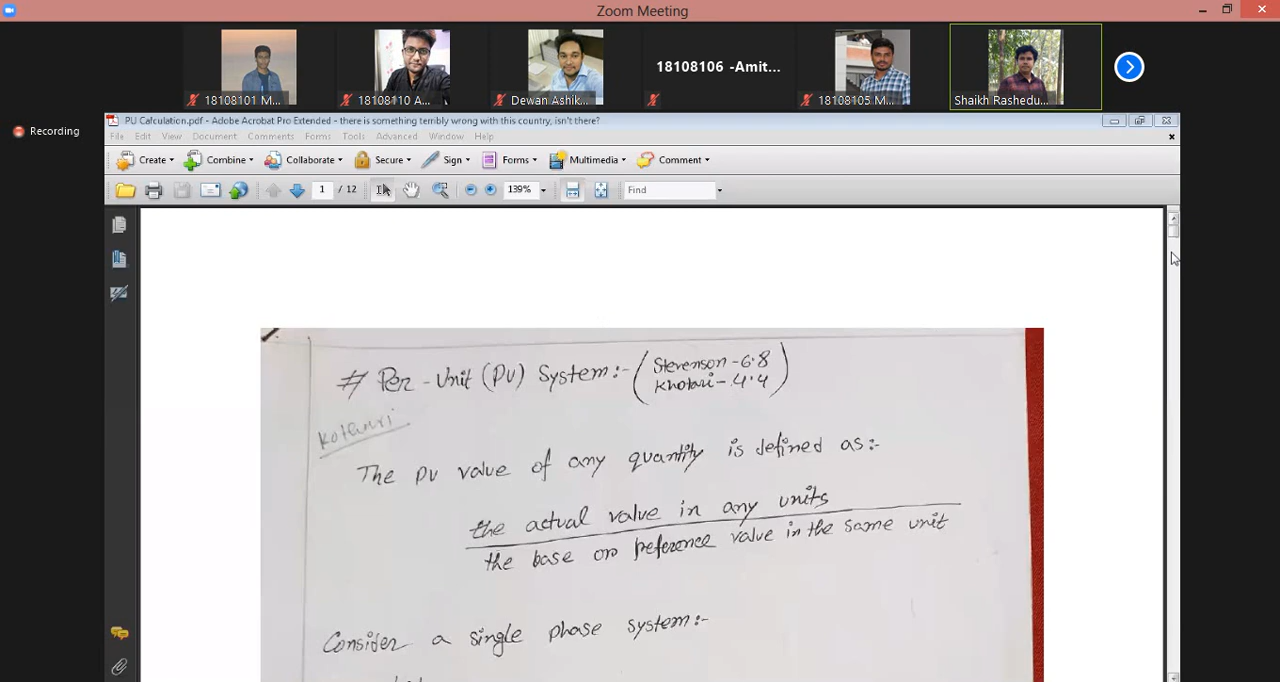 Zoom Meeting
18108101 M...
18108110 A...
Dewan Ashik...
18108106 -Amit...
18108105 M...
Shaikh Rashedu...
Recording
PU Calculation.pdf - Adobe Acrobat Pro Extended - there is something terribly wrong with this country, isn't there?
File Edit View Document Comments Forms Tools Advanced Window Help
Create Combine Collaborate Secure Sign Forms Multimedia Comment
1 / 12 139% Find
# Per-Unit (PU) System:- (Stevenson-6.8
Khotari-4.4)
Kothari
The PU value of any quantity is defined as:-
the actual value in any units
the base or reference value in the same unit
Consider a single phase system:-